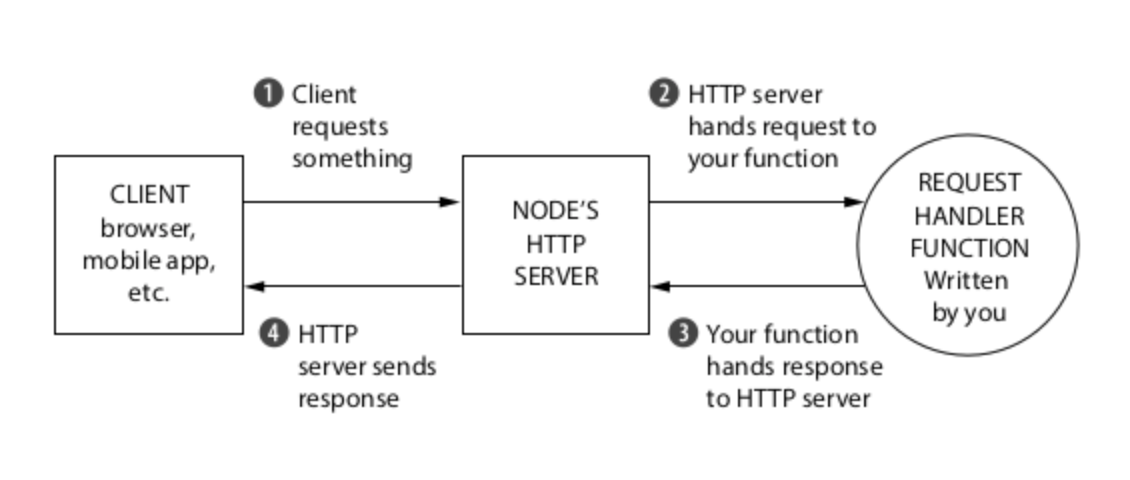 1 Client
requests
something
2 HTTP server
hands request to
your function
CLIENT
browser,
mobile app,
etc.
NODE’S
HTTP
SERVER
REQUEST
HANDLER
FUNCTION
Written
by you
4 HTTP
server sends
response
3 Your function
hands response
to HTTP server